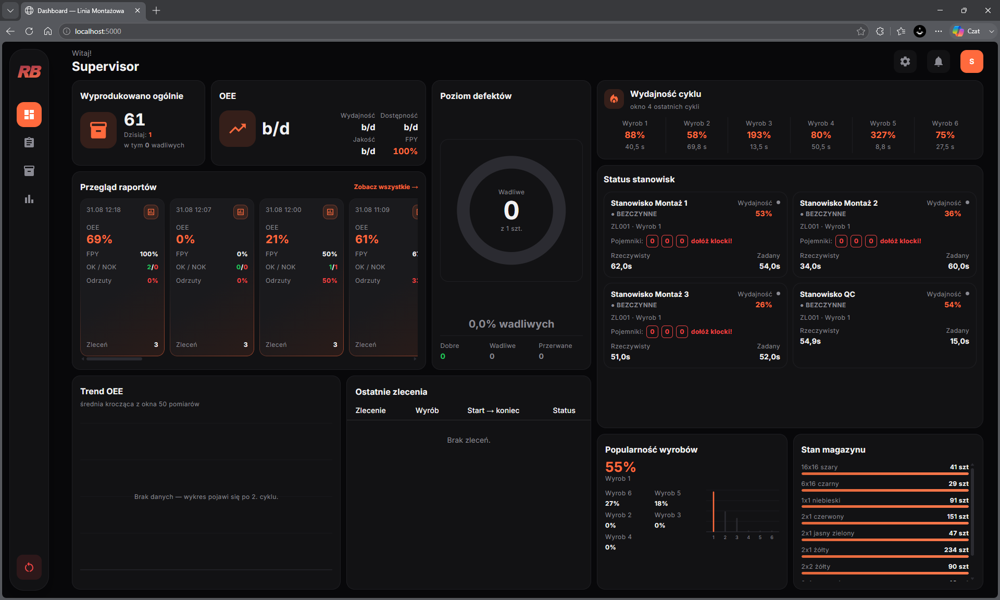 Dashboard — Linia Montażowa
localhost:5000
Czat
RB
Witaj!
Supervisor
S
Wyprodukowano ogólnie
61
Dzisiaj: 1
w tym 0 wadliwych
OEE
b/d
Wydajność Dostępność
b/d b/d
Jakość FPY
b/d 100%
Przegląd raportów
Zobacz wszystkie →
31.08 12:18
OEE
69%
FPY 100%
OK / NOK 2/0
Odrzuty 0%
Zleceń 3
31.08 12:07
OEE
0%
FPY 0%
OK / NOK 0/0
Odrzuty 0%
Zleceń 3
31.08 12:00
OEE
21%
FPY 50%
OK / NOK 1/1
Odrzuty 50%
Zleceń 3
31.08 11:09
OEE
61%
FPY
OK / NOK
Odrzuty
Zleceń
Poziom defektów
Wadliwe
0
z 1 szt.
0,0% wadliwych
Dobre Wadliwe Przerwane
0 0 0
Wydajność cyklu
okno 4 ostatnich cykli
Wyrob 1 Wyrob 2 Wyrob 3 Wyrob 4 Wyrob 5 Wyrob 6
88% 58% 193% 80% 327% 75%
40,5 s 69,8 s 13,5 s 50,5 s 8,8 s 27,5 s
Status stanowisk
Stanowisko Montaż 1 Wydajność
● BEZCZYNNE 53%
ZL001 · Wyrob 1
Pojemniki: 0 0 0 dołóż klocki!
Rzeczywisty Zadany
62,0s 54,0s
Stanowisko Montaż 2 Wydajność
● BEZCZYNNE 36%
ZL001 · Wyrob 1
Pojemniki: 0 0 0 dołóż klocki!
Rzeczywisty Zadany
34,0s 60,0s
Stanowisko Montaż 3 Wydajność
● BEZCZYNNE 26%
ZL001 · Wyrob 1
Pojemniki: 0 0 0 dołóż klocki!
Rzeczywisty Zadany
51,0s 52,0s
Stanowisko QC Wydajność
● BEZCZYNNE 54%
ZL001 · Wyrob 1
Rzeczywisty Zadany
54,9s 15,0s
Trend OEE
średnia krocząca z okna 50 pomiarów
Brak danych — wykres pojawi się po 2. cyklu.
Ostatnie zlecenia
Zlecenie Wyrób Start → koniec Status
Brak zleceń.
Popularność wyrobów
55%
Wyrob 1
Wyrob 6 Wyrob 5
27% 18%
Wyrob 2 Wyrob 3
0% 0%
Wyrob 4
0%
1 2 3 4 5 6
Stan magazynu
16x16 szary 41 szt
6x16 czarny 29 szt
1x1 niebieski 91 szt
2x1 czerwony 151 szt
2x1 jasny zielony 47 szt
2x1 żółty 234 szt
2x2 żółty 90 szt